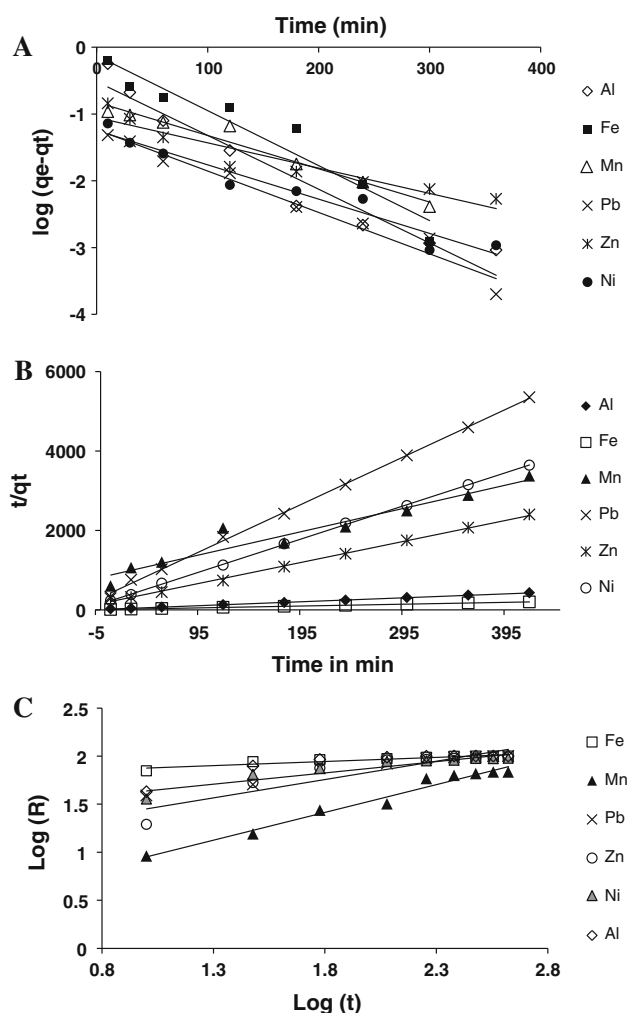 A
Time (min)
0 100 200 300 400
0
-1
-2
-3
-4
log (qe-qt)
Al
Fe
Mn
Pb
Zn
Ni
B
6000
4000
2000
0
t/qt
-5 95 195 295 395
Time in min
Al
Fe
Mn
Pb
Zn
Ni
C
2.5
2
1.5
1
0.5
0
Log (R)
0.8 1.3 1.8 2.3 2.8
Log (t)
Fe
Mn
Pb
Zn
Ni
Al